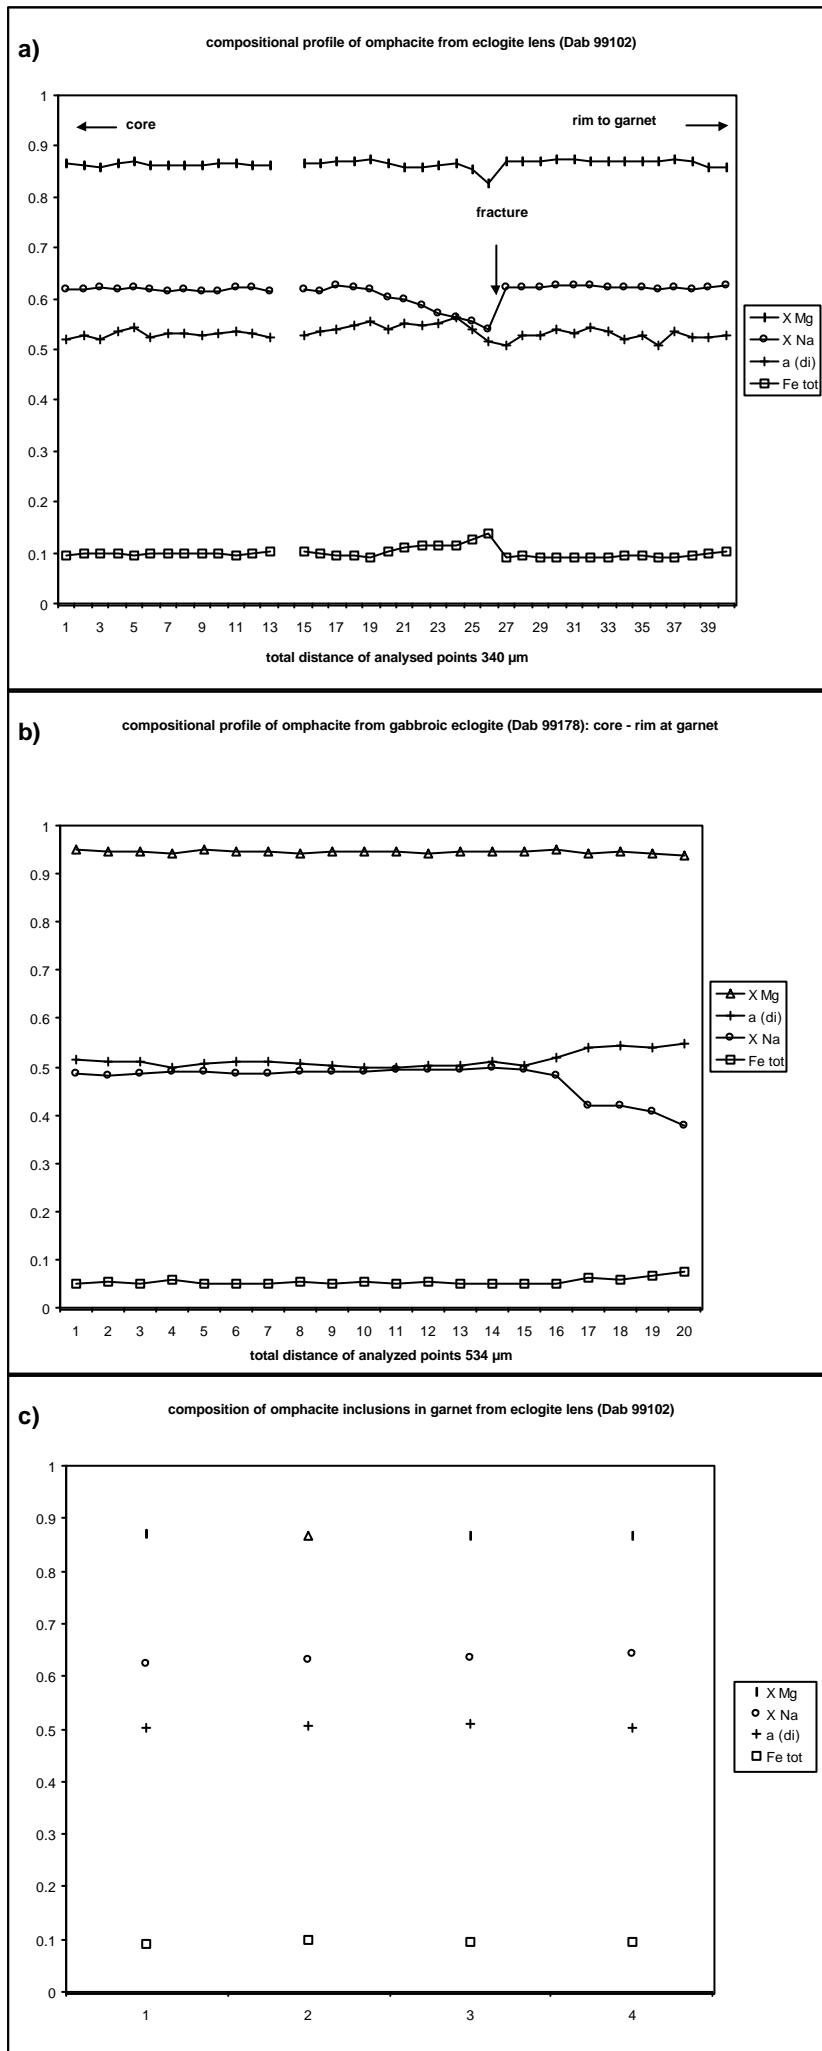 a)
compositional profile of omphacite from eclogite lens (Dab 99102)
1
0.9
0.8
0.7
0.6
0.5
0.4
0.3
0.2
0.1
0
core
rim to garnet
fracture
X Mg
X Na
a (di)
Fe tot
1 3 5 7 9 11 13 15 17 19 21 23 25 27 29 31 33 35 37 39
total distance of analysed points 340 µm
b)
compositional profile of omphacite from gabbroic eclogite (Dab 99178): core - rim at garnet
1
0.9
0.8
0.7
0.6
0.5
0.4
0.3
0.2
0.1
0
X Mg
a (di)
X Na
Fe tot
1 2 3 4 5 6 7 8 9 10 11 12 13 14 15 16 17 18 19 20
total distance of analyzed points 534 µm
c)
composition of omphacite inclusions in garnet from eclogite lens (Dab 99102)
1
0.9
0.8
0.7
0.6
0.5
0.4
0.3
0.2
0.1
0
X Mg
X Na
a (di)
Fe tot
1 2 3 4